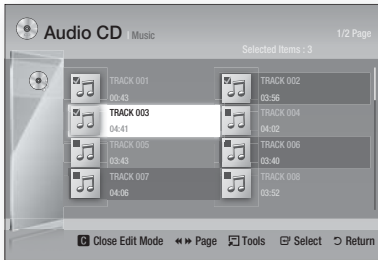 Audio CD | Music
1/2 Page
Selected Items : 3
TRACK 001
00:43
TRACK 002
03:56
TRACK 003
04:41
TRACK 004
04:02
TRACK 005
03:43
TRACK 006
03:40
TRACK 007
04:06
TRACK 008
03:52
C Close Edit Mode Page Tools Select Return